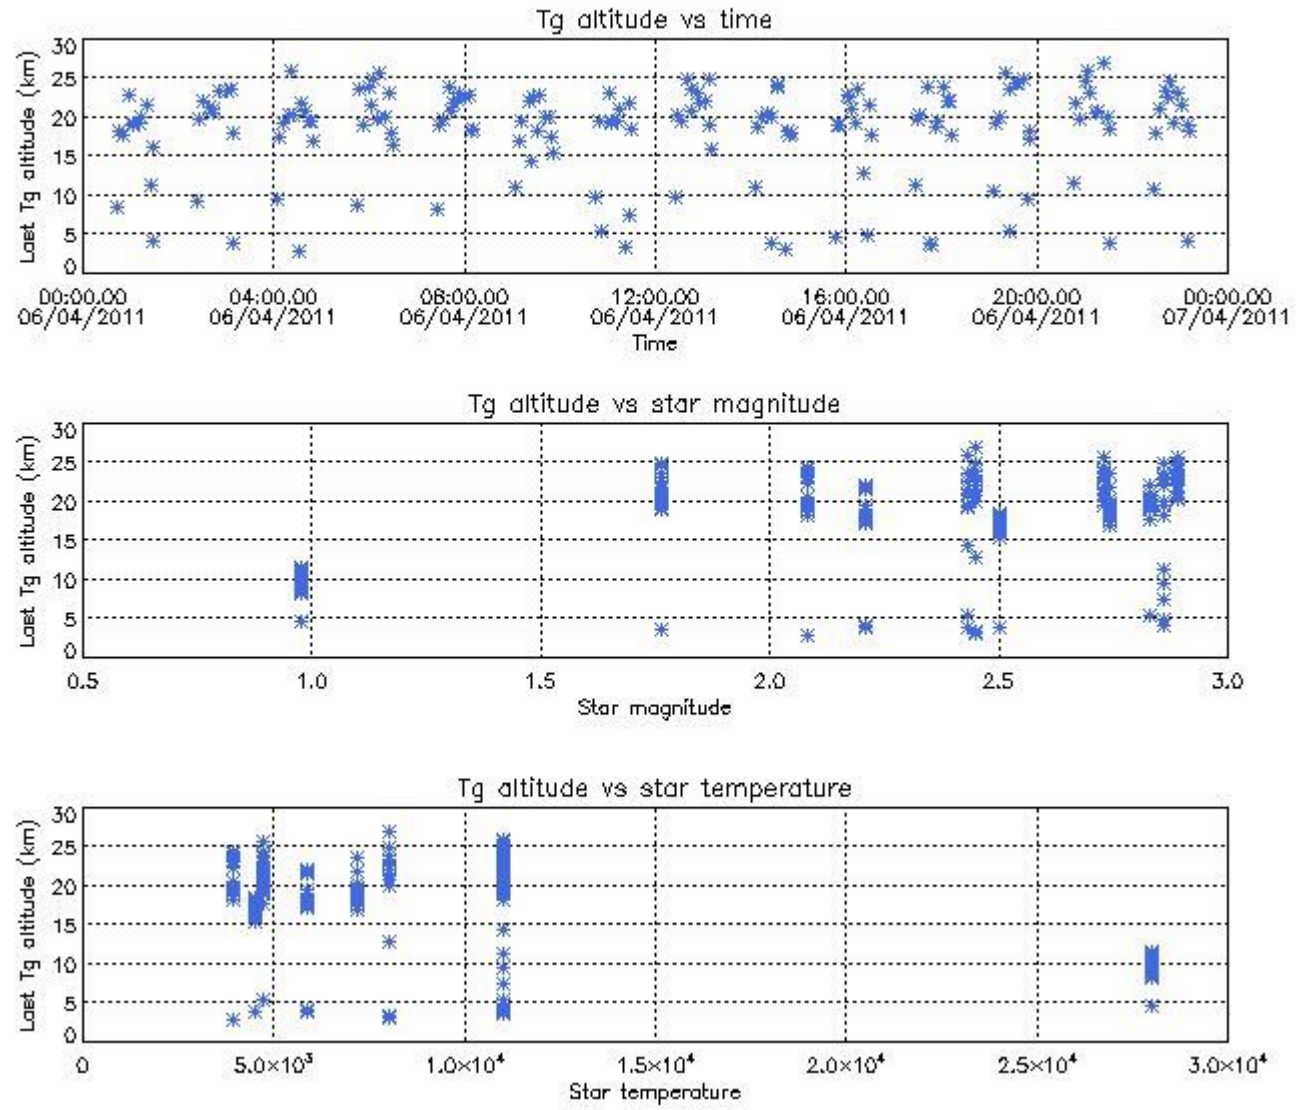 Tg altitude vs time
Last Tg altitude (km)
30
25
20
15
10
5
0
00:00.00 04:00.00 08:00.00 12:00.00 16:00.00 20:00.00 00:00.00
06/04/2011 06/04/2011 06/04/2011 06/04/2011 06/04/2011 06/04/2011 07/04/2011
Time
Tg altitude vs star magnitude
Last Tg altitude (km)
30
25
20
15
10
5
0
0.5 1.0 1.5 2.0 2.5 3.0
Star magnitude
Tg altitude vs star temperature
Last Tg altitude (km)
30
25
20
15
10
5
0
0 5.0×10³ 1.0×10⁴ 1.5×10⁴ 2.0×10⁴ 2.5×10⁴ 3.0×10⁴
Star temperature